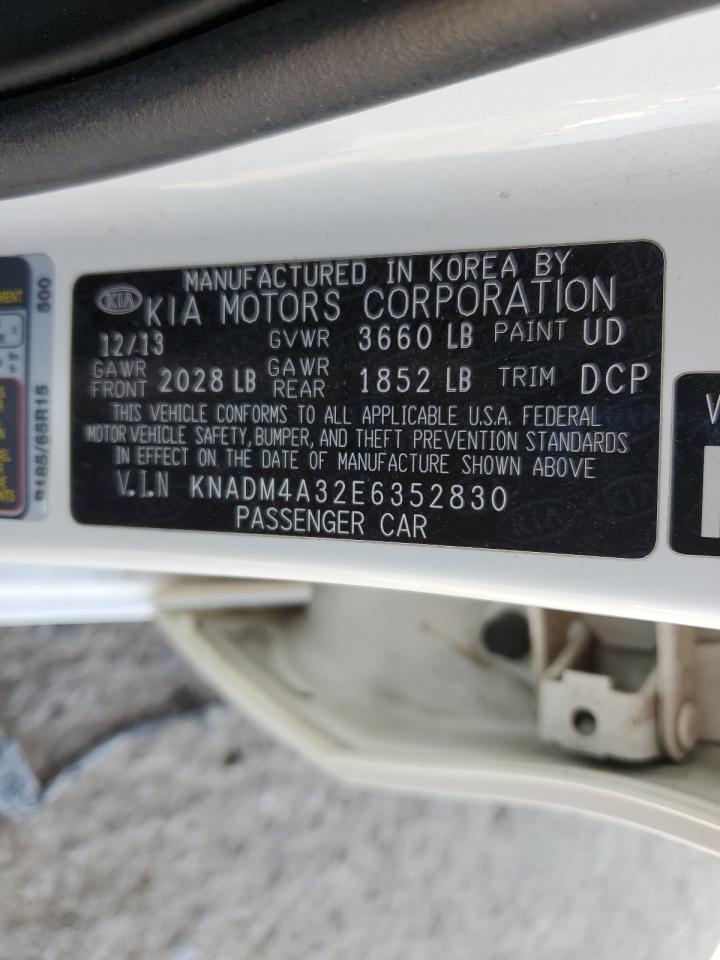 MANUFACTURED IN KOREA BY
KIA KIA MOTORS CORPORATION
12/13 GVWR 3660 LB PAINT UD
GAWR FRONT 2028 LB GAWR REAR 1852 LB TRIM DCP
THIS VEHICLE CONFORMS TO ALL APPLICABLE U.S.A. FEDERAL
MOTOR VEHICLE SAFETY, BUMPER, AND THEFT PREVENTION STANDARDS
IN EFFECT ON THE DATE OF MANUFACTURE SHOWN ABOVE
V.I.N KNADM4A32E6352830
PASSENGER CAR
500
P185/65R15